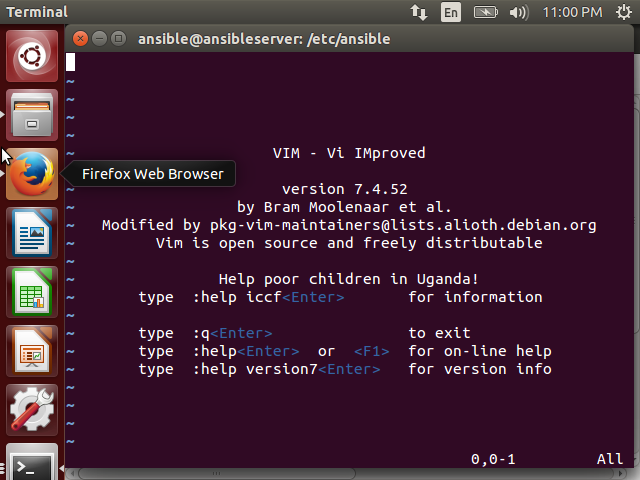 Terminal
En
11:00 PM
ansible@ansibleserver: /etc/ansible
~
~
~
~
~
VIM - Vi IMproved
~
Firefox Web Browser
~
version 7.4.52
~
by Bram Moolenaar et al.
~
Modified by pkg-vim-maintainers@lists.alioth.debian.org
~
Vim is open source and freely distributable
~
~
Help poor children in Uganda!
~
type :help iccf<Enter> for information
~
~
type :q<Enter> to exit
~
type :help<Enter> or <F1> for on-line help
~
type :help version7<Enter> for version info
~
~
~
~
0,0-1 All